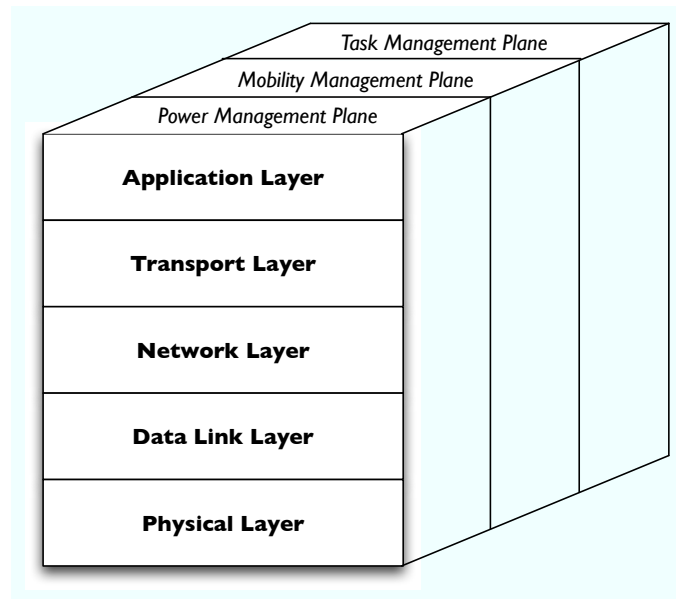 Task Management Plane
Mobility Management Plane
Power Management Plane
Application Layer
Transport Layer
Network Layer
Data Link Layer
Physical Layer